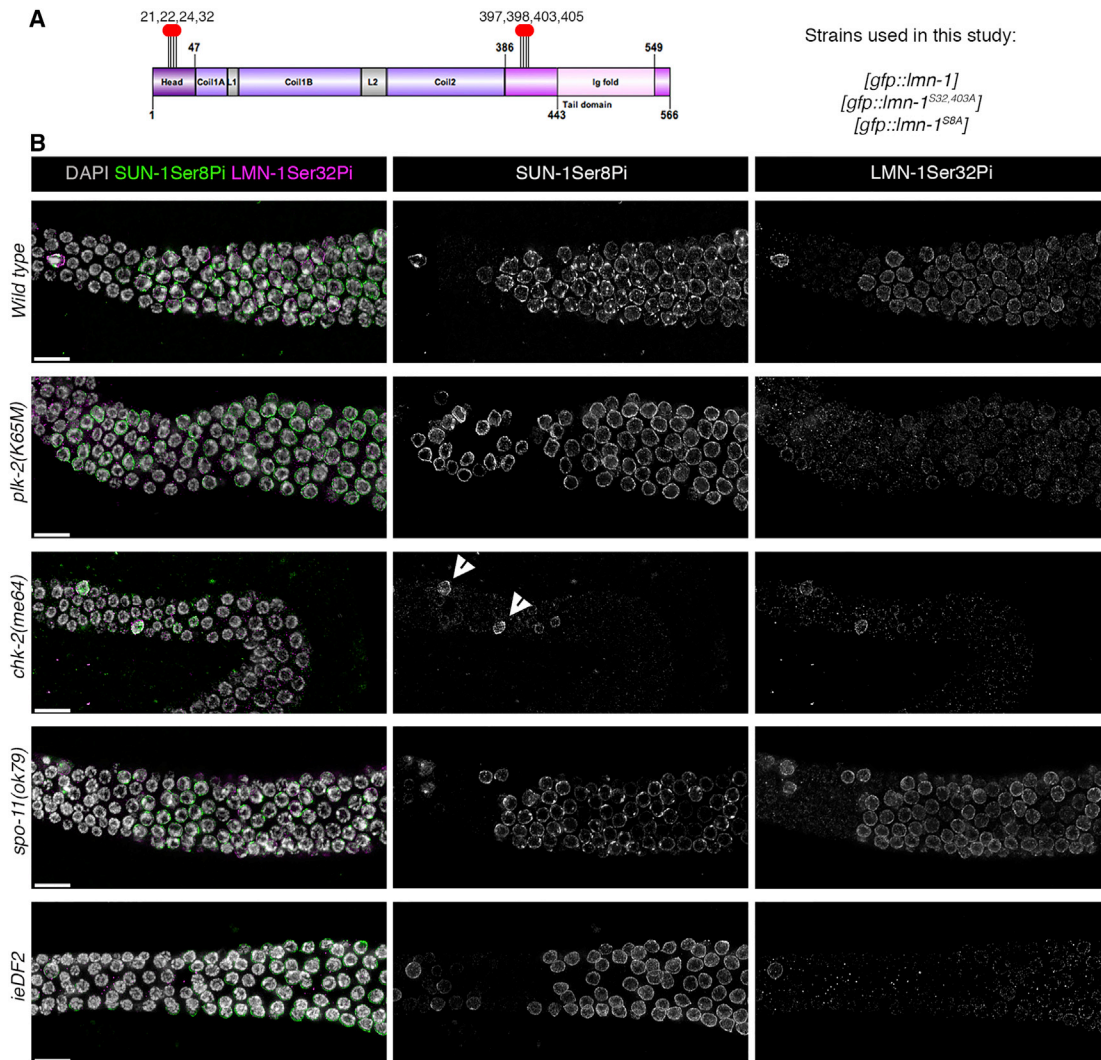 A
21,22,24,32
397,398,403,405
Strains used in this study:
47
386
549
Head
Coil1A
L1
Coil1B
L2
Coil2
Ig fold
Tail domain
1
443
566
[gfp::lmn-1]
[gfp::lmn-1S32,403A]
[gfp::lmn-1S8A]
B
DAPI SUN-1Ser8Pi LMN-1Ser32Pi
SUN-1Ser8Pi
LMN-1Ser32Pi
Wild type
plk-2(K65M)
chk-2(me64)
spo-11(ok79)
ieDF2